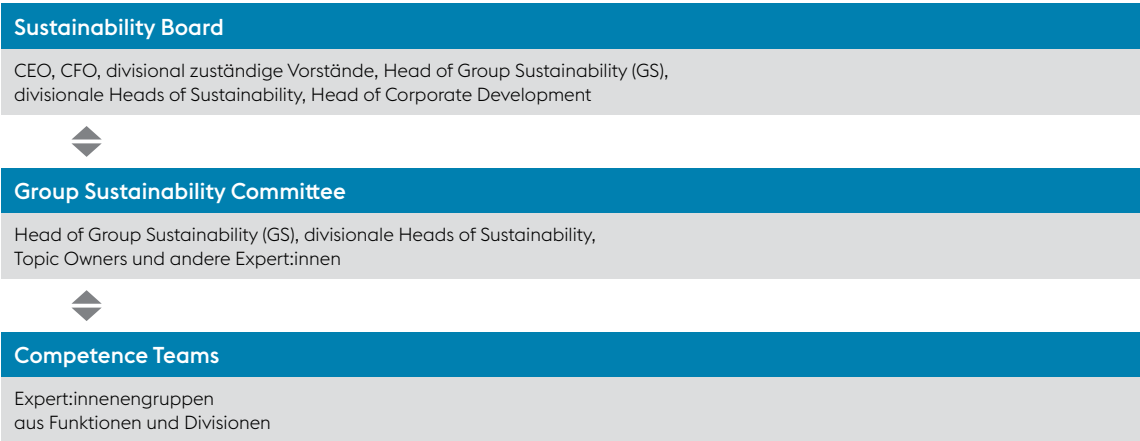 Sustainability Board
CEO, CFO, divisional zuständige Vorstände, Head of Group Sustainability (GS),
divisionale Heads of Sustainability, Head of Corporate Development
Group Sustainability Committee
Head of Group Sustainability (GS), divisionale Heads of Sustainability,
Topic Owners und andere Expert:innen
Competence Teams
Expert:innenengruppen
aus Funktionen und Divisionen